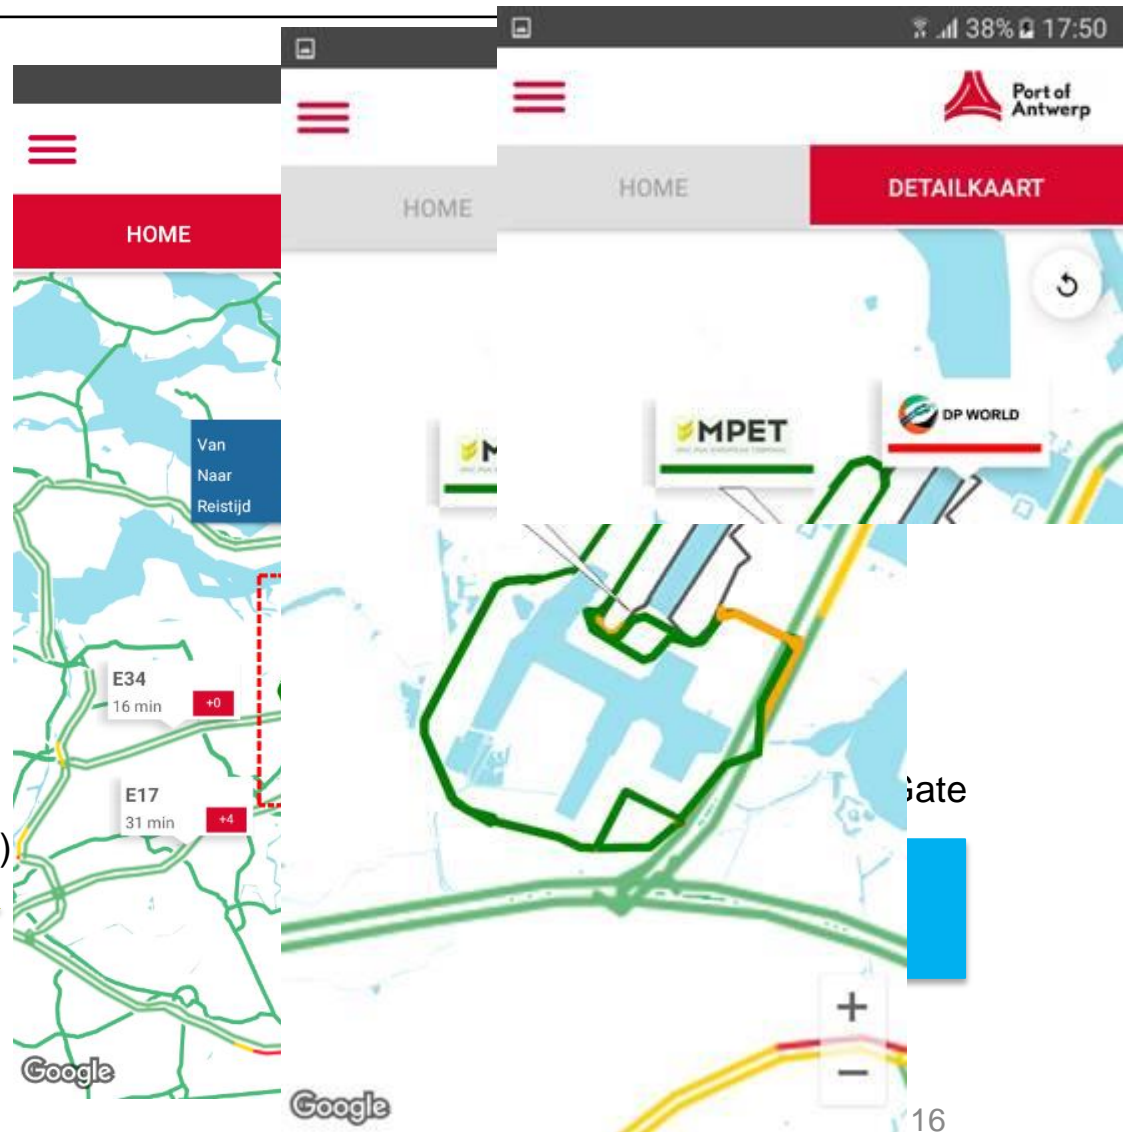 38% 17:50
Port of
Antwerp
HOME
DETAILKAART
HOME
HOME
DP WORLD
MPET
Van
Naar
Reistijd
E34
16 min
+0
E17
31 min
+4
)
+
−
Google
Google
16